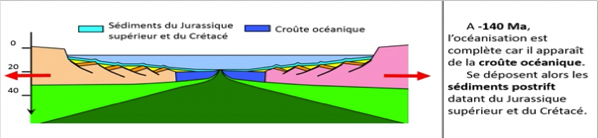 Sédiments du Jurassique
supérieur et du Crétacé
Croûte océanique
0
20
40
A -140 Ma,
l'océanisation est
complète car il apparaît
de la croûte océanique.
Se déposent alors les
sédiments postrift
datant du Jurassique
supérieur et du Crétacé.